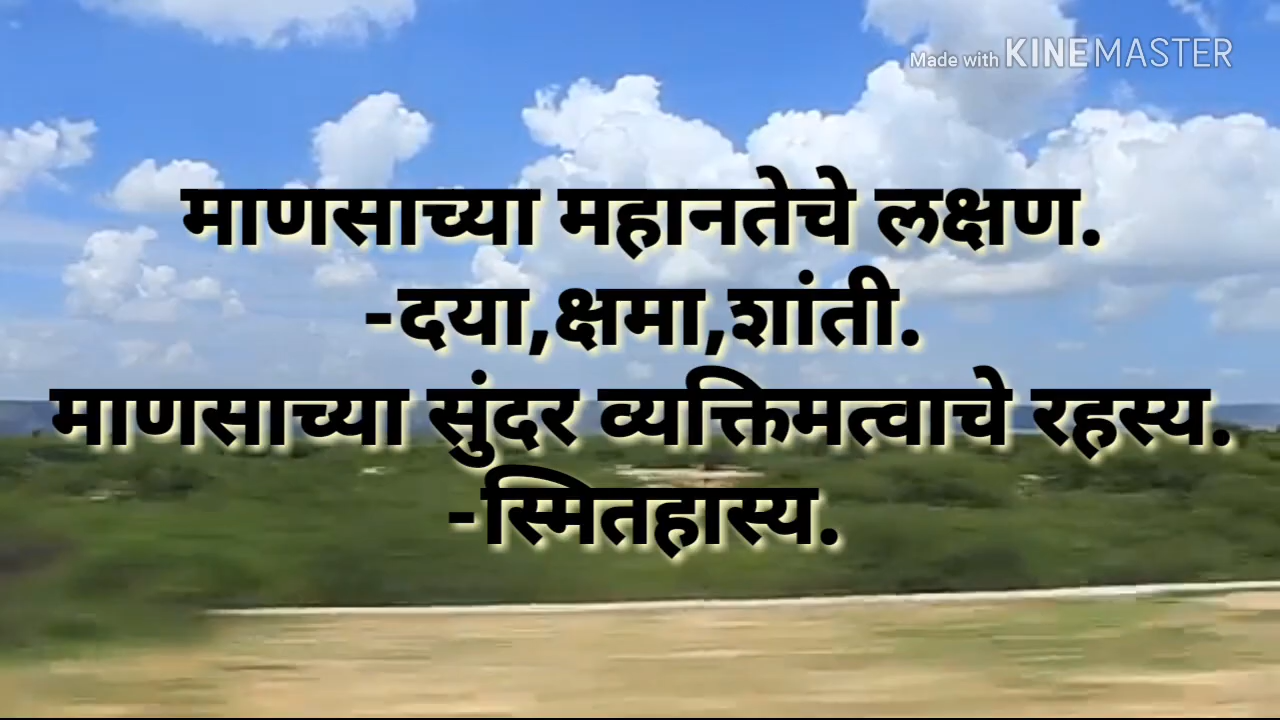 Made with KINEMASTER
माणसाच्या महानतेचे लक्षण.
-दया,क्षमा,शांती.
माणसाच्या सुंदर व्यक्तिमत्वाचे रहस्य.
-स्मितहास्य.